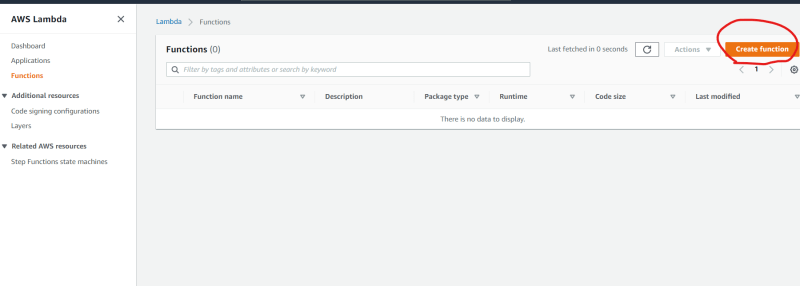 AWS Lambda
Dashboard
Applications
Functions
Additional resources
Code signing configurations
Layers
Related AWS resources
Step Functions state machines
Lambda > Functions
Functions (0)
Last fetched in 0 seconds
Actions
Create function
Filter by tags and attributes or search by keyword
1
Function name Description Package type Runtime Code size Last modified
There is no data to display.